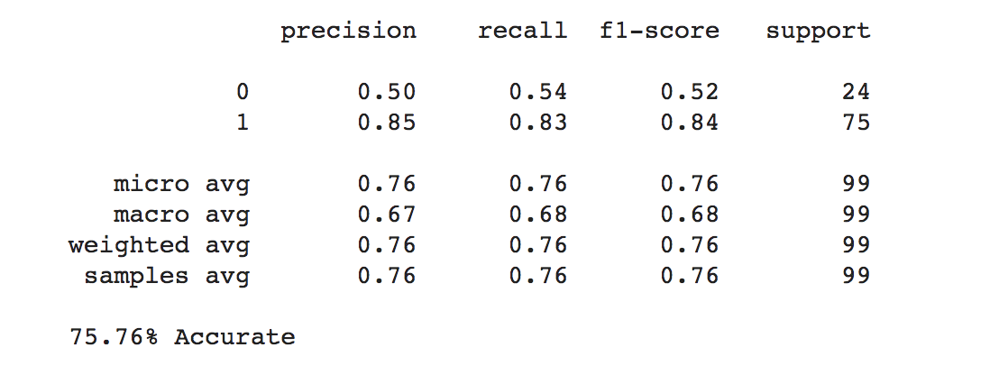 precision recall f1-score support
0 0.50 0.54 0.52 24
1 0.85 0.83 0.84 75
micro avg 0.76 0.76 0.76 99
macro avg 0.67 0.68 0.68 99
weighted avg 0.76 0.76 0.76 99
samples avg 0.76 0.76 0.76 99
75.76% Accurate